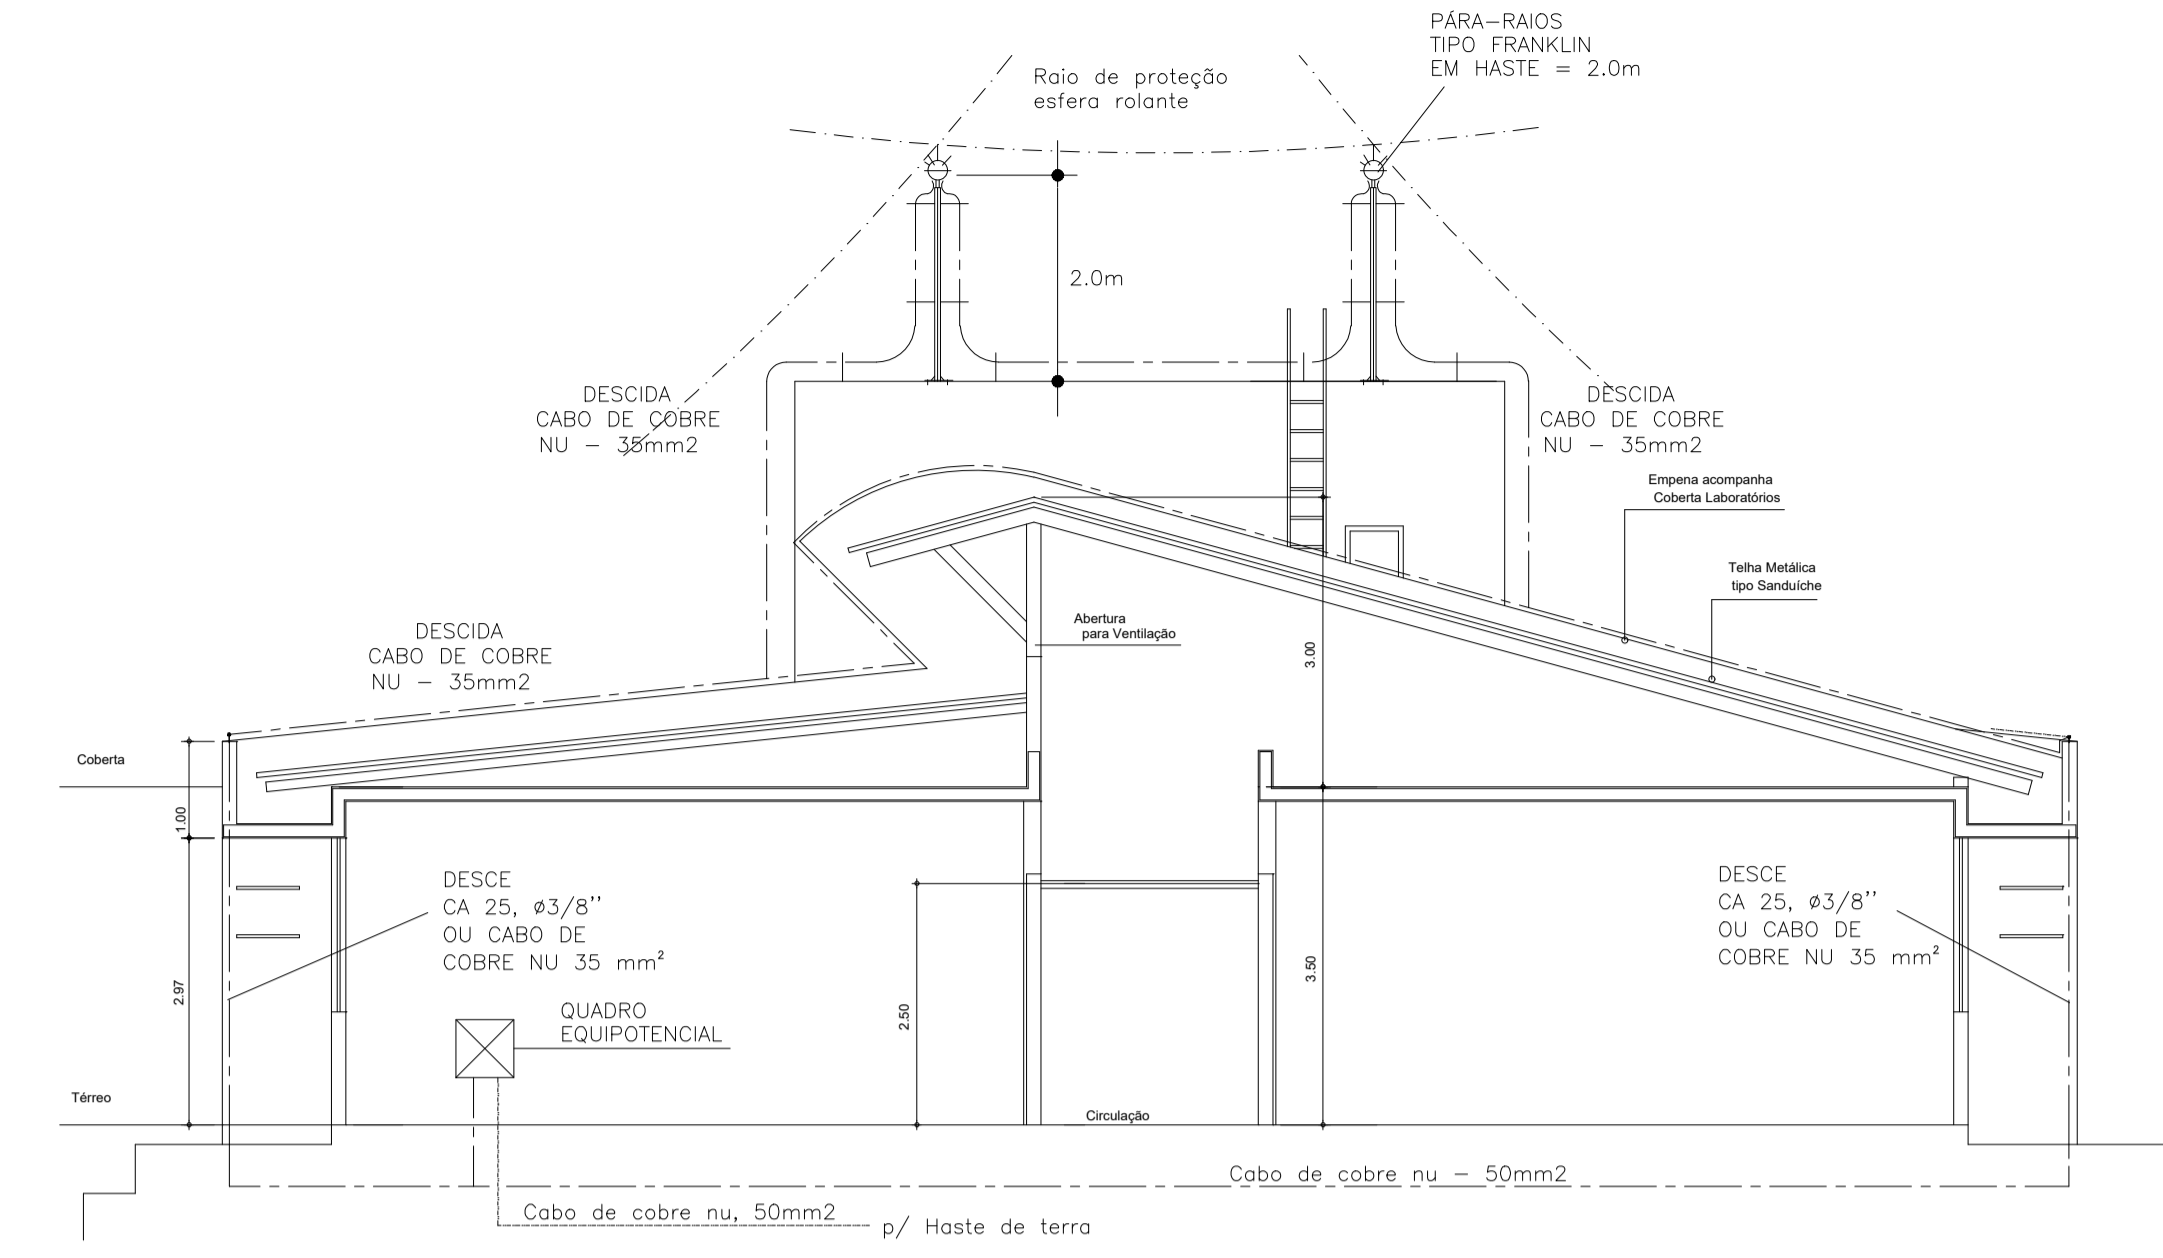 PÁRA-RAIOS
TIPO FRANKLIN
EM HASTE = 2.0m
Raio de proteção
esfera rolante
2.0m
DESCIDA
CABO DE COBRE
NU - 35mm2
DESCIDA
CABO DE COBRE
NU - 35mm2
Empena acompanha
Coberta Laboratórios
Telha Metálica
tipo Sanduíche
Abertura
para Ventilação
DESCIDA
CABO DE COBRE
NU - 35mm2
3.00
Coberta
1.00
DESCE
CA 25, ø3/8''
OU CABO DE
COBRE NU 35 mm²
DESCE
CA 25, ø3/8''
OU CABO DE
COBRE NU 35 mm²
2.97
2.50
3.50
QUADRO
EQUIPOTENCIAL
Térreo
Circulação
Cabo de cobre nu - 50mm2
Cabo de cobre nu, 50mm2
p/ Haste de terra